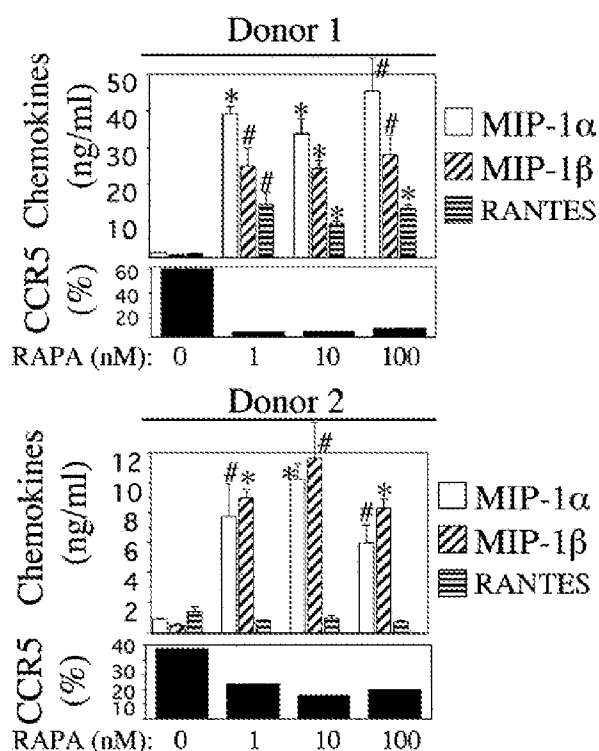 Donor 1
Chemokines
(ng/ml)
50
40
30
20
10
* # # * * * # # *
MIP-1α
MIP-1β
RANTES
CCR5
(%)
60
40
20
RAPA (nM): 0 1 10 100
Donor 2
Chemokines
(ng/ml)
12
10
8
6
4
2
# * * # # *
MIP-1α
MIP-1β
RANTES
CCR5
(%)
40
30
20
10
RAPA (nM): 0 1 10 100